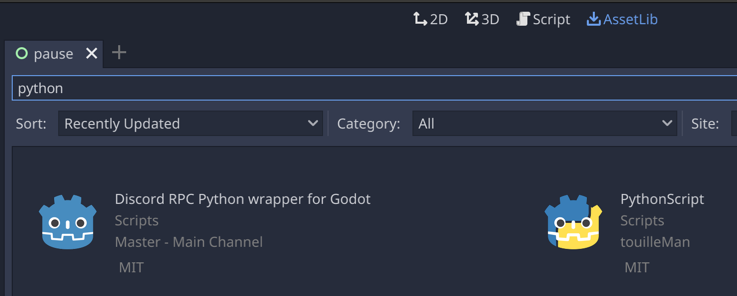 2D 3D Script AssetLib
pause
python
Sort: Recently Updated Category: All Site:
Discord RPC Python wrapper for Godot
Scripts
Master - Main Channel
MIT
PythonScript
Scripts
touilleMan
MIT